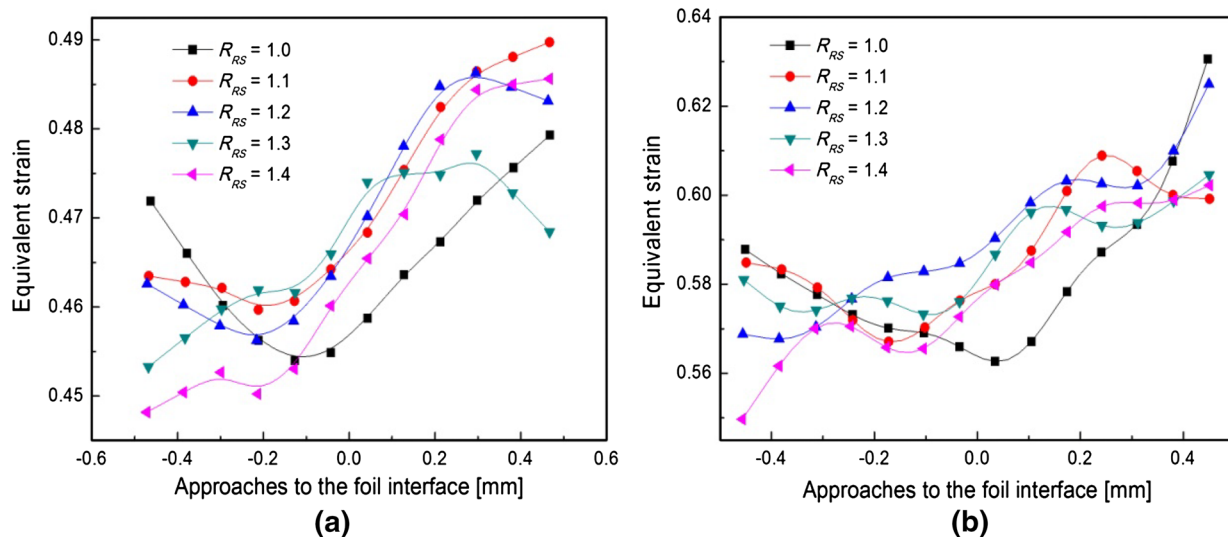 0.49
0.48
0.47
0.46
0.45
Equivalent strain
R_RS = 1.0
R_RS = 1.1
R_RS = 1.2
R_RS = 1.3
R_RS = 1.4
-0.6 -0.4 -0.2 0.0 0.2 0.4 0.6
Approaches to the foil interface [mm]
(a)
0.64
0.62
0.60
0.58
0.56
Equivalent strain
R_RS = 1.0
R_RS = 1.1
R_RS = 1.2
R_RS = 1.3
R_RS = 1.4
-0.4 -0.2 0.0 0.2 0.4
Approaches to the foil interface [mm]
(b)